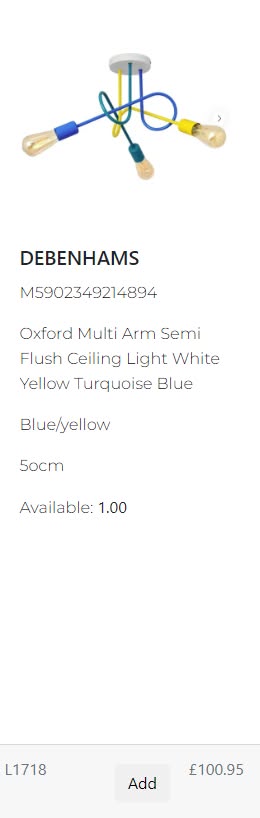 DEBENHAMS
M5902349214894
Oxford Multi Arm Semi
Flush Ceiling Light White
Yellow Turquoise Blue
Blue/yellow
50cm
Available: 1.00
L1718
Add
£100.95